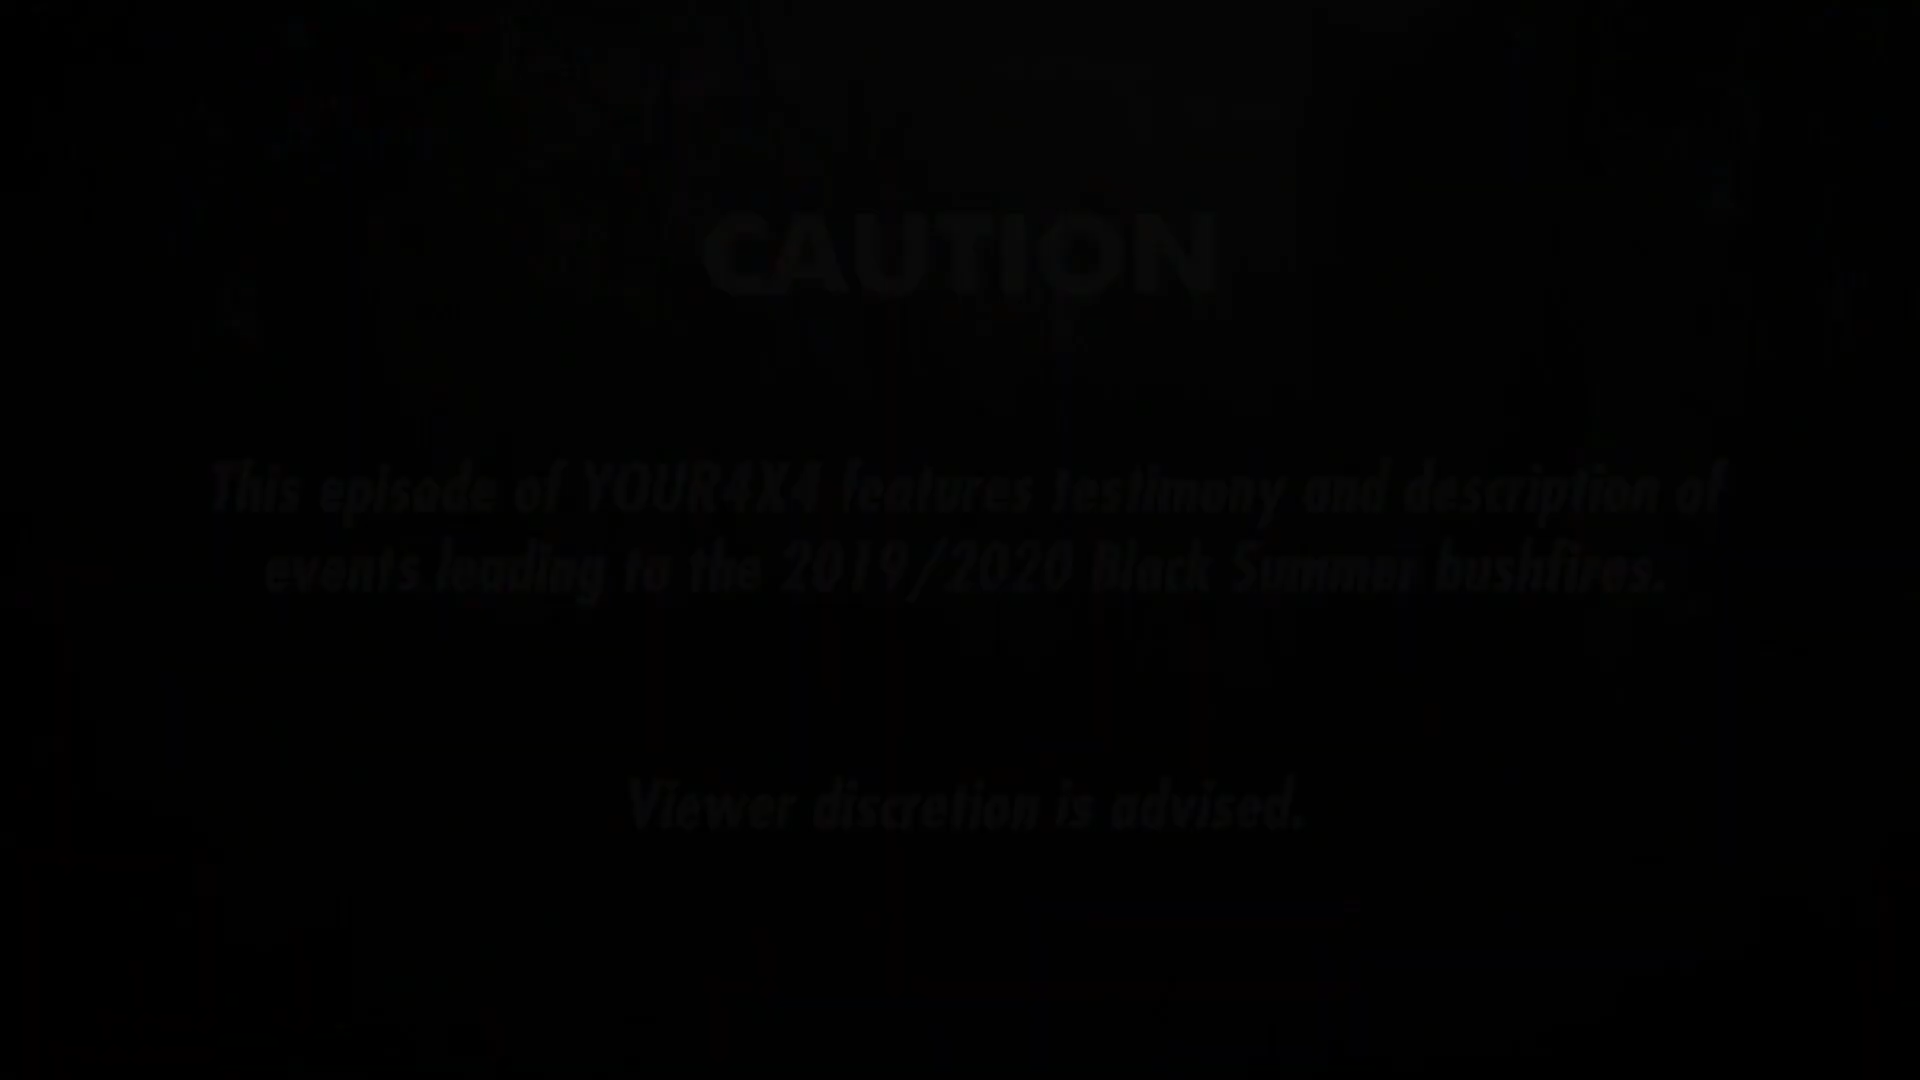 CAUTION
This episode of YOUR4X4 features testimony and description of
events leading to the 2019/2020 Black Summer bushfires.
Viewer discretion is advised.